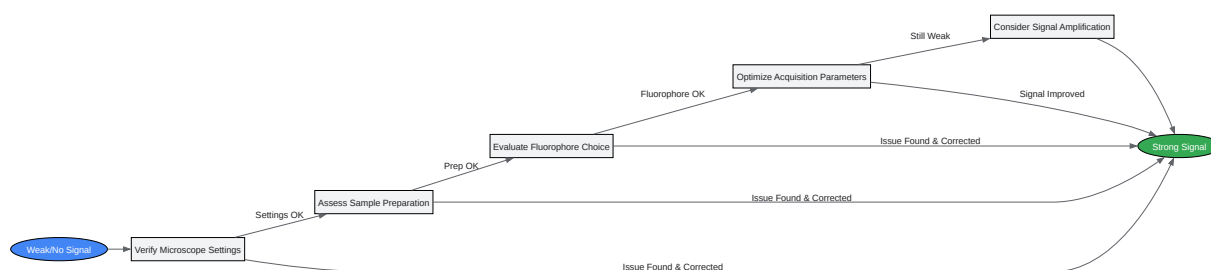 Consider Signal Amplification
Still Weak
Optimize Acquisition Parameters
Fluorophore OK
Signal Improved
Evaluate Fluorophore Choice
Issue Found & Corrected
Strong Signal
Prep OK
Assess Sample Preparation
Issue Found & Corrected
Settings OK
Weak/No Signal
Verify Microscope Settings
Issue Found & Corrected